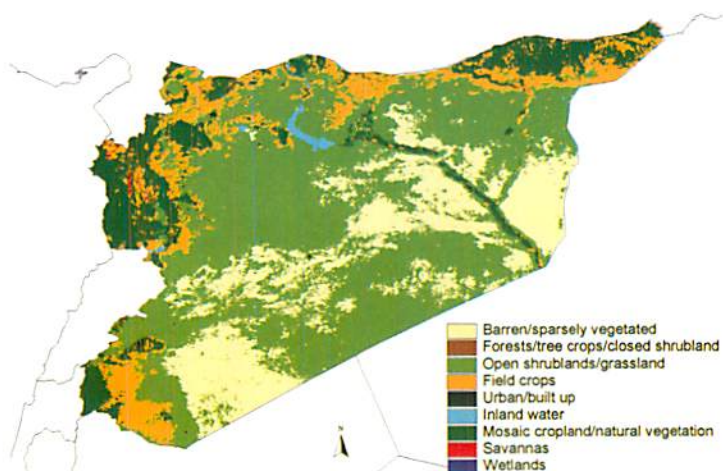 Barren/sparsely vegetated
Forests/tree crops/closed shrubland
Open shrublands/grassland
Field crops
Urban/built up
Inland water
Mosaic cropland/natural vegetation
Savannas
Wetlands
N